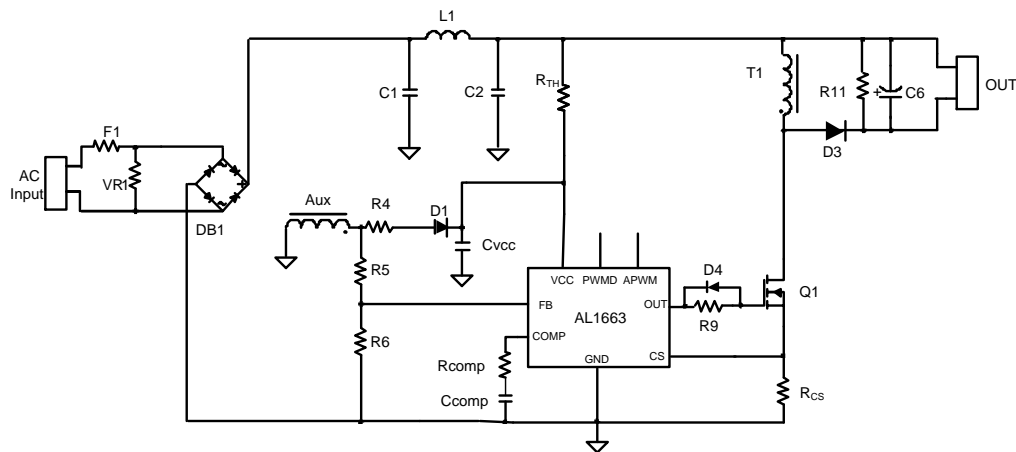 L1
T1
RTH
C1
C2
R11
+
C6
OUT
F1
D3
AC
Input
VR1
Aux
R4
D1
DB1
Cvcc
R5
VCC
PWMD
APWM
D4
Q1
FB
OUT
AL1663
R9
R6
COMP
GND
CS
Rcomp
Ccomp
RCS